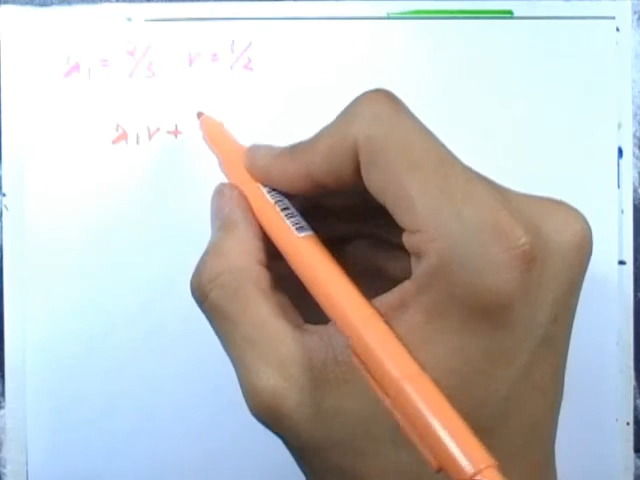 a₁ = 4/3 r = 1/2
a₁r +